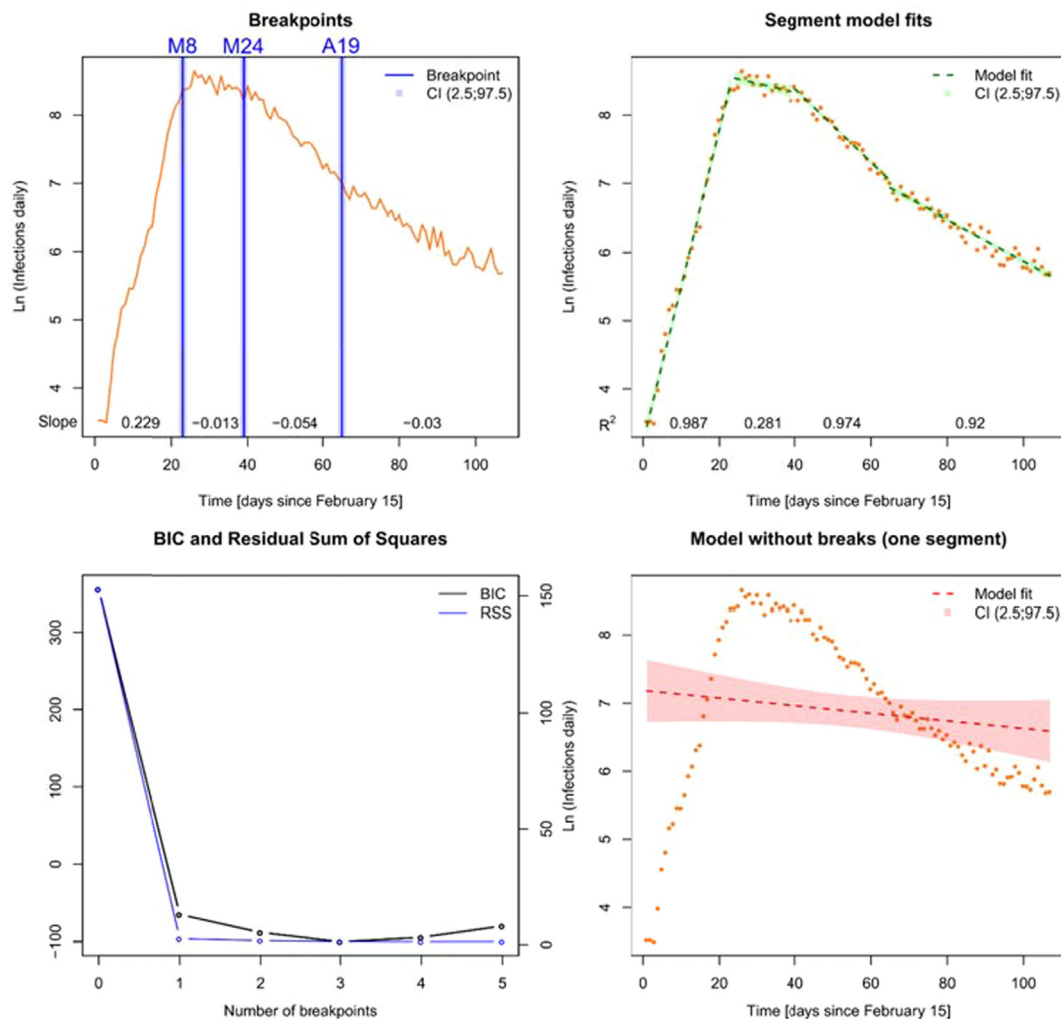 Breakpoints
M8 M24 A19
Breakpoint
CI (2.5;97.5)
Ln (Infections daily)
8
7
6
5
4
Slope 0.229 −0.013 −0.054 −0.03
0 20 40 60 80 100
Time [days since February 15]
Segment model fits
Model fit
CI (2.5;97.5)
Ln (Infections daily)
8
7
6
5
4
R2 0.987 0.281 0.974 0.92
0 20 40 60 80 100
Time [days since February 15]
BIC and Residual Sum of Squares
BIC
RSS
300
200
100
0
−100
150
100
50
0
0 1 2 3 4 5
Number of breakpoints
Model without breaks (one segment)
Model fit
CI (2.5;97.5)
Ln (Infections daily)
8
7
6
5
4
0 20 40 60 80 100
Time [days since February 15]